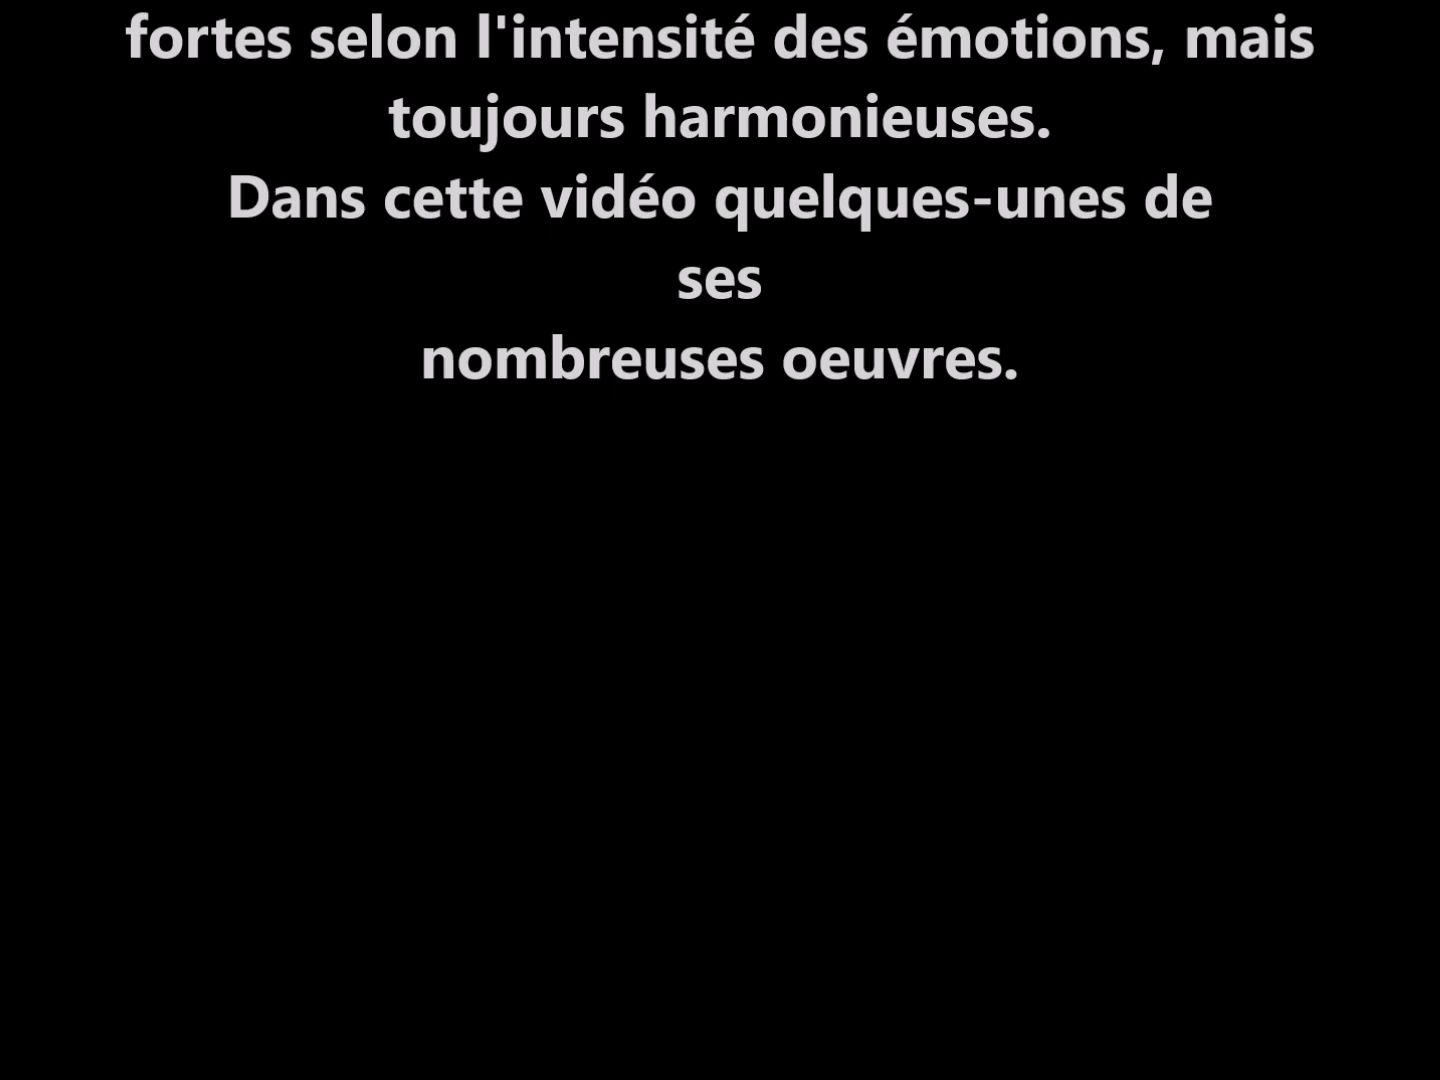 fortes selon l'intensité des émotions, mais
toujours harmonieuses.
Dans cette vidéo quelques-unes de
ses
nombreuses oeuvres.